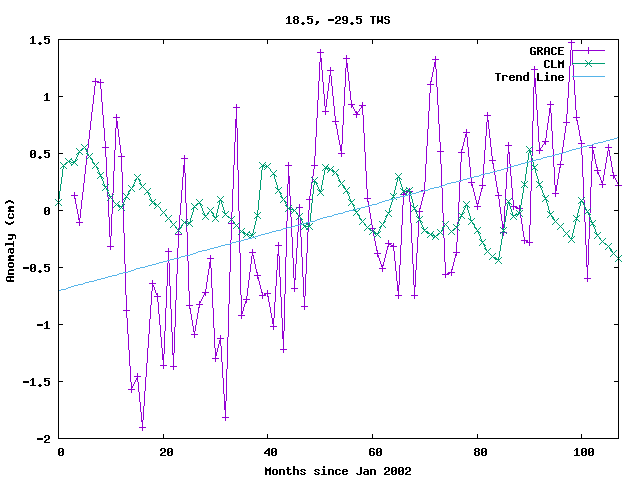 18.5, -29.5 TWS
GRACE
CLM
Trend Line
1.5
1
0.5
0
-0.5
-1
-1.5
-2
Anomaly (cm)
0 20 40 60 80 100
Months since Jan 2002